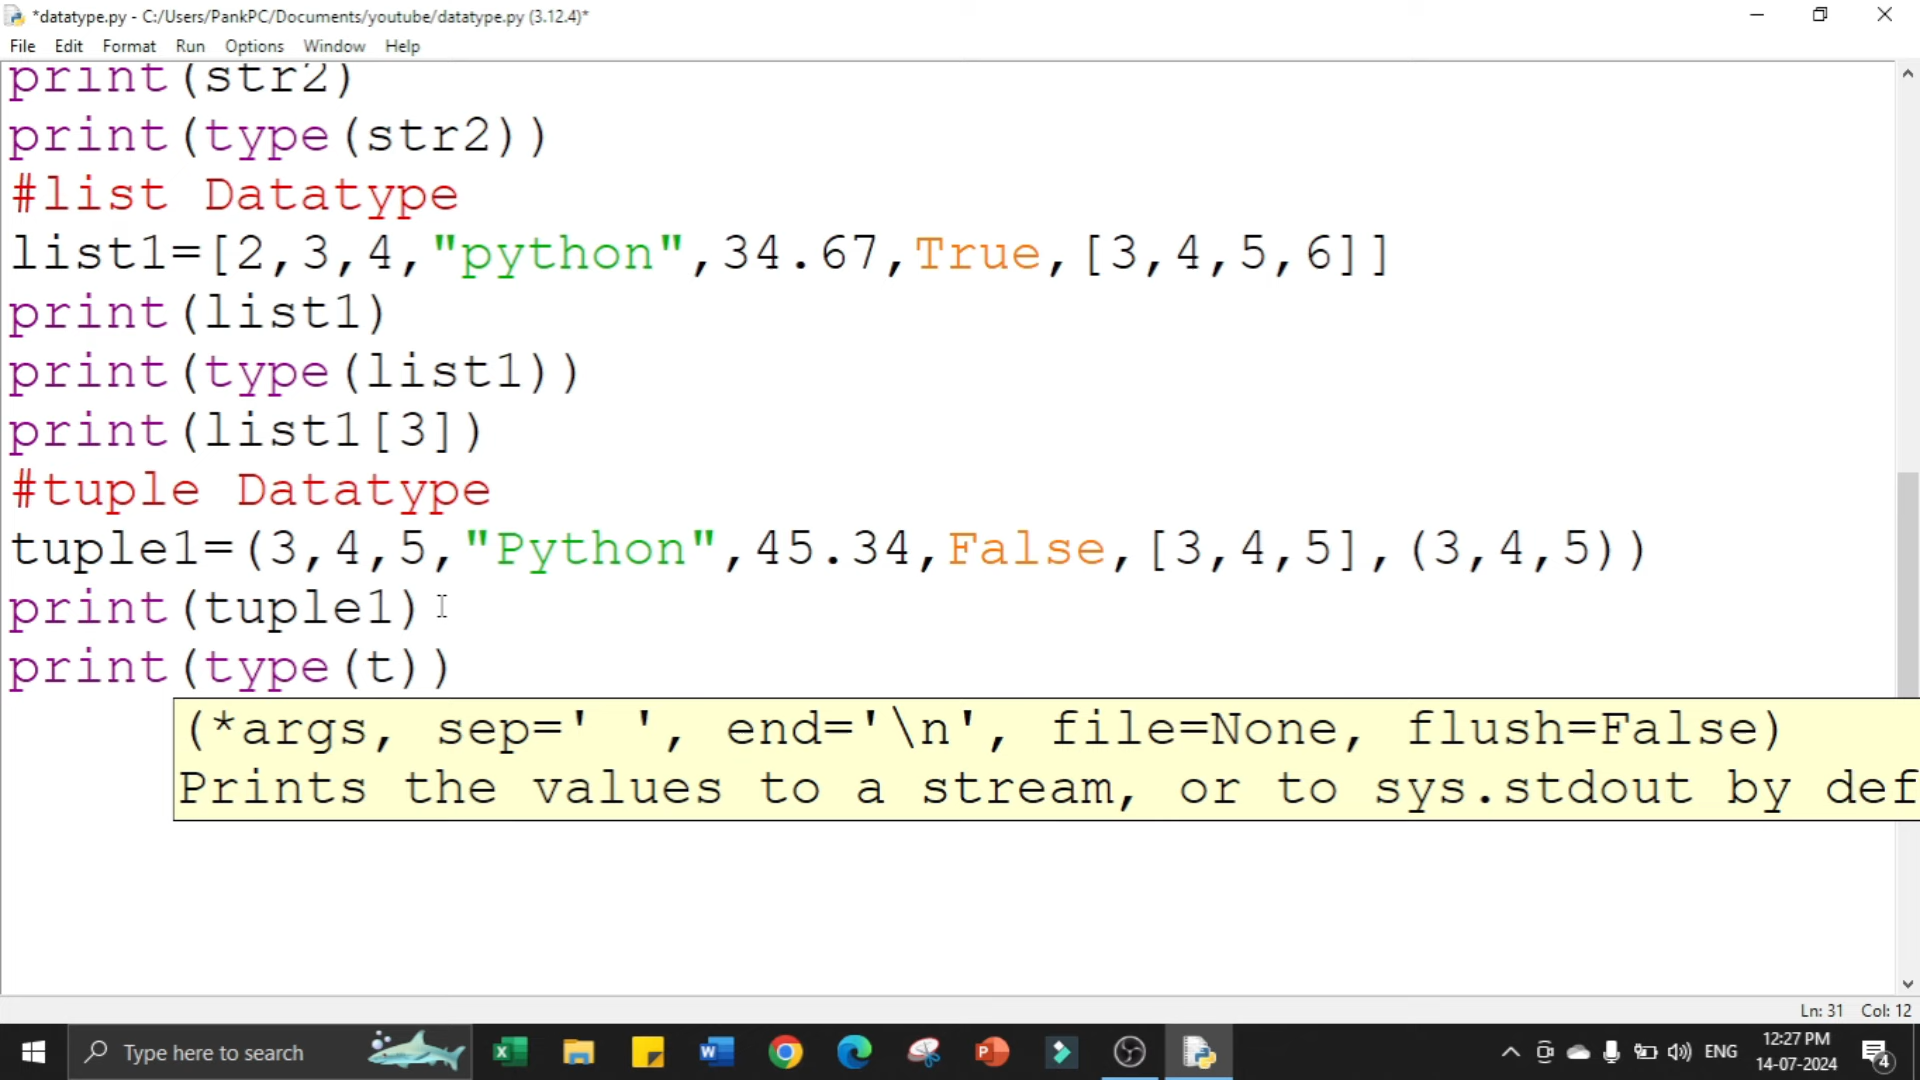 *datatype.py - C:/Users/PankPC/Documents/youtube/datatype.py (3.12.4)*
File Edit Format Run Options Window Help
print(str2)
print(type(str2))
#list Datatype
list1=[2,3,4,"python",34.67,True,[3,4,5,6]]
print(list1)
print(type(list1))
print(list1[3])
#tuple Datatype
tuple1=(3,4,5,"Python",45.34,False,[3,4,5],(3,4,5))
print(tuple1)
print(type(t))
(*args, sep=' ', end='\n', file=None, flush=False)
Prints the values to a stream, or to sys.stdout by def
Ln: 31 Col: 12
Type here to search
ENG
12:27 PM
14-07-2024
4